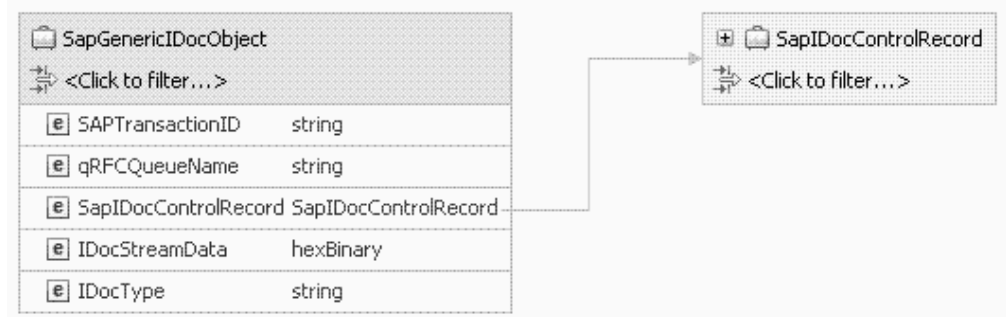 SapGenericIDocObject
<Click to filter...>
SAPTransactionID string
qRFCQueueName string
SapIDocControlRecord SapIDocControlRecord
IDocStreamData hexBinary
IDocType string
SapIDocControlRecord
<Click to filter...>